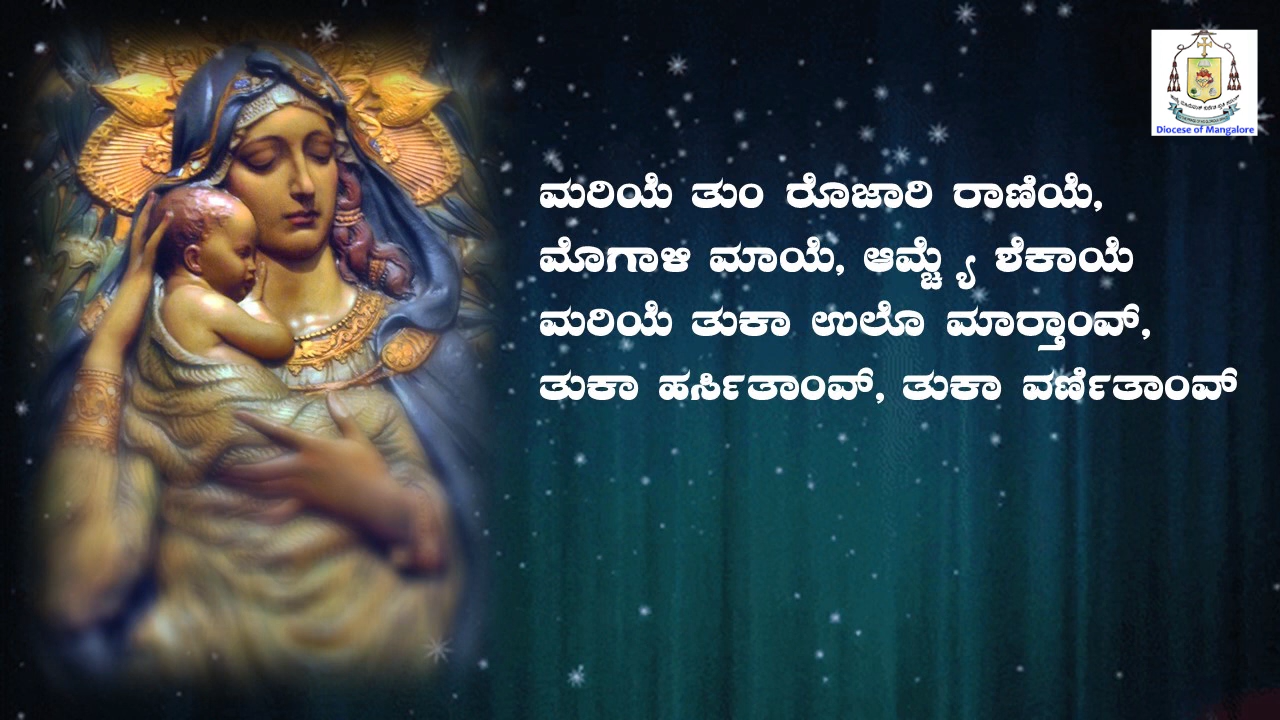 Diocese of Mangalore
ಮರಿಯೆ ತುಂ ರೊಜಾರಿ ರಾಣಿಯೆ,
ಮೊಗಾಳಿ ಮಾಯೆ, ಆಮ್ಚ್ಯೆ ಶೆಕಾಯೆ
ಮರಿಯೆ ತುಕಾ ಉಲೊ ಮಾರ‍್ತಾಂವ್,
ತುಕಾ ಹರ್ಸಿತಾಂವ್, ತುಕಾ ವರ್ಣಿತಾಂವ್